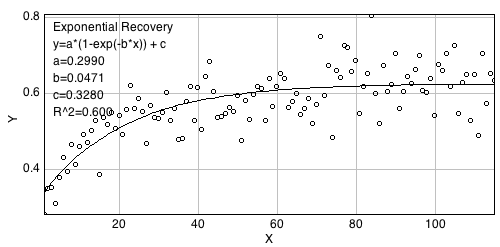 0.80
Exponential Recovery
y=a*(1-exp(-b*x)) + c
a=0.2990
b=0.0471
c=0.3280
R^2=0.600
0.6
0.4
Y
20
40
60
80
100
X